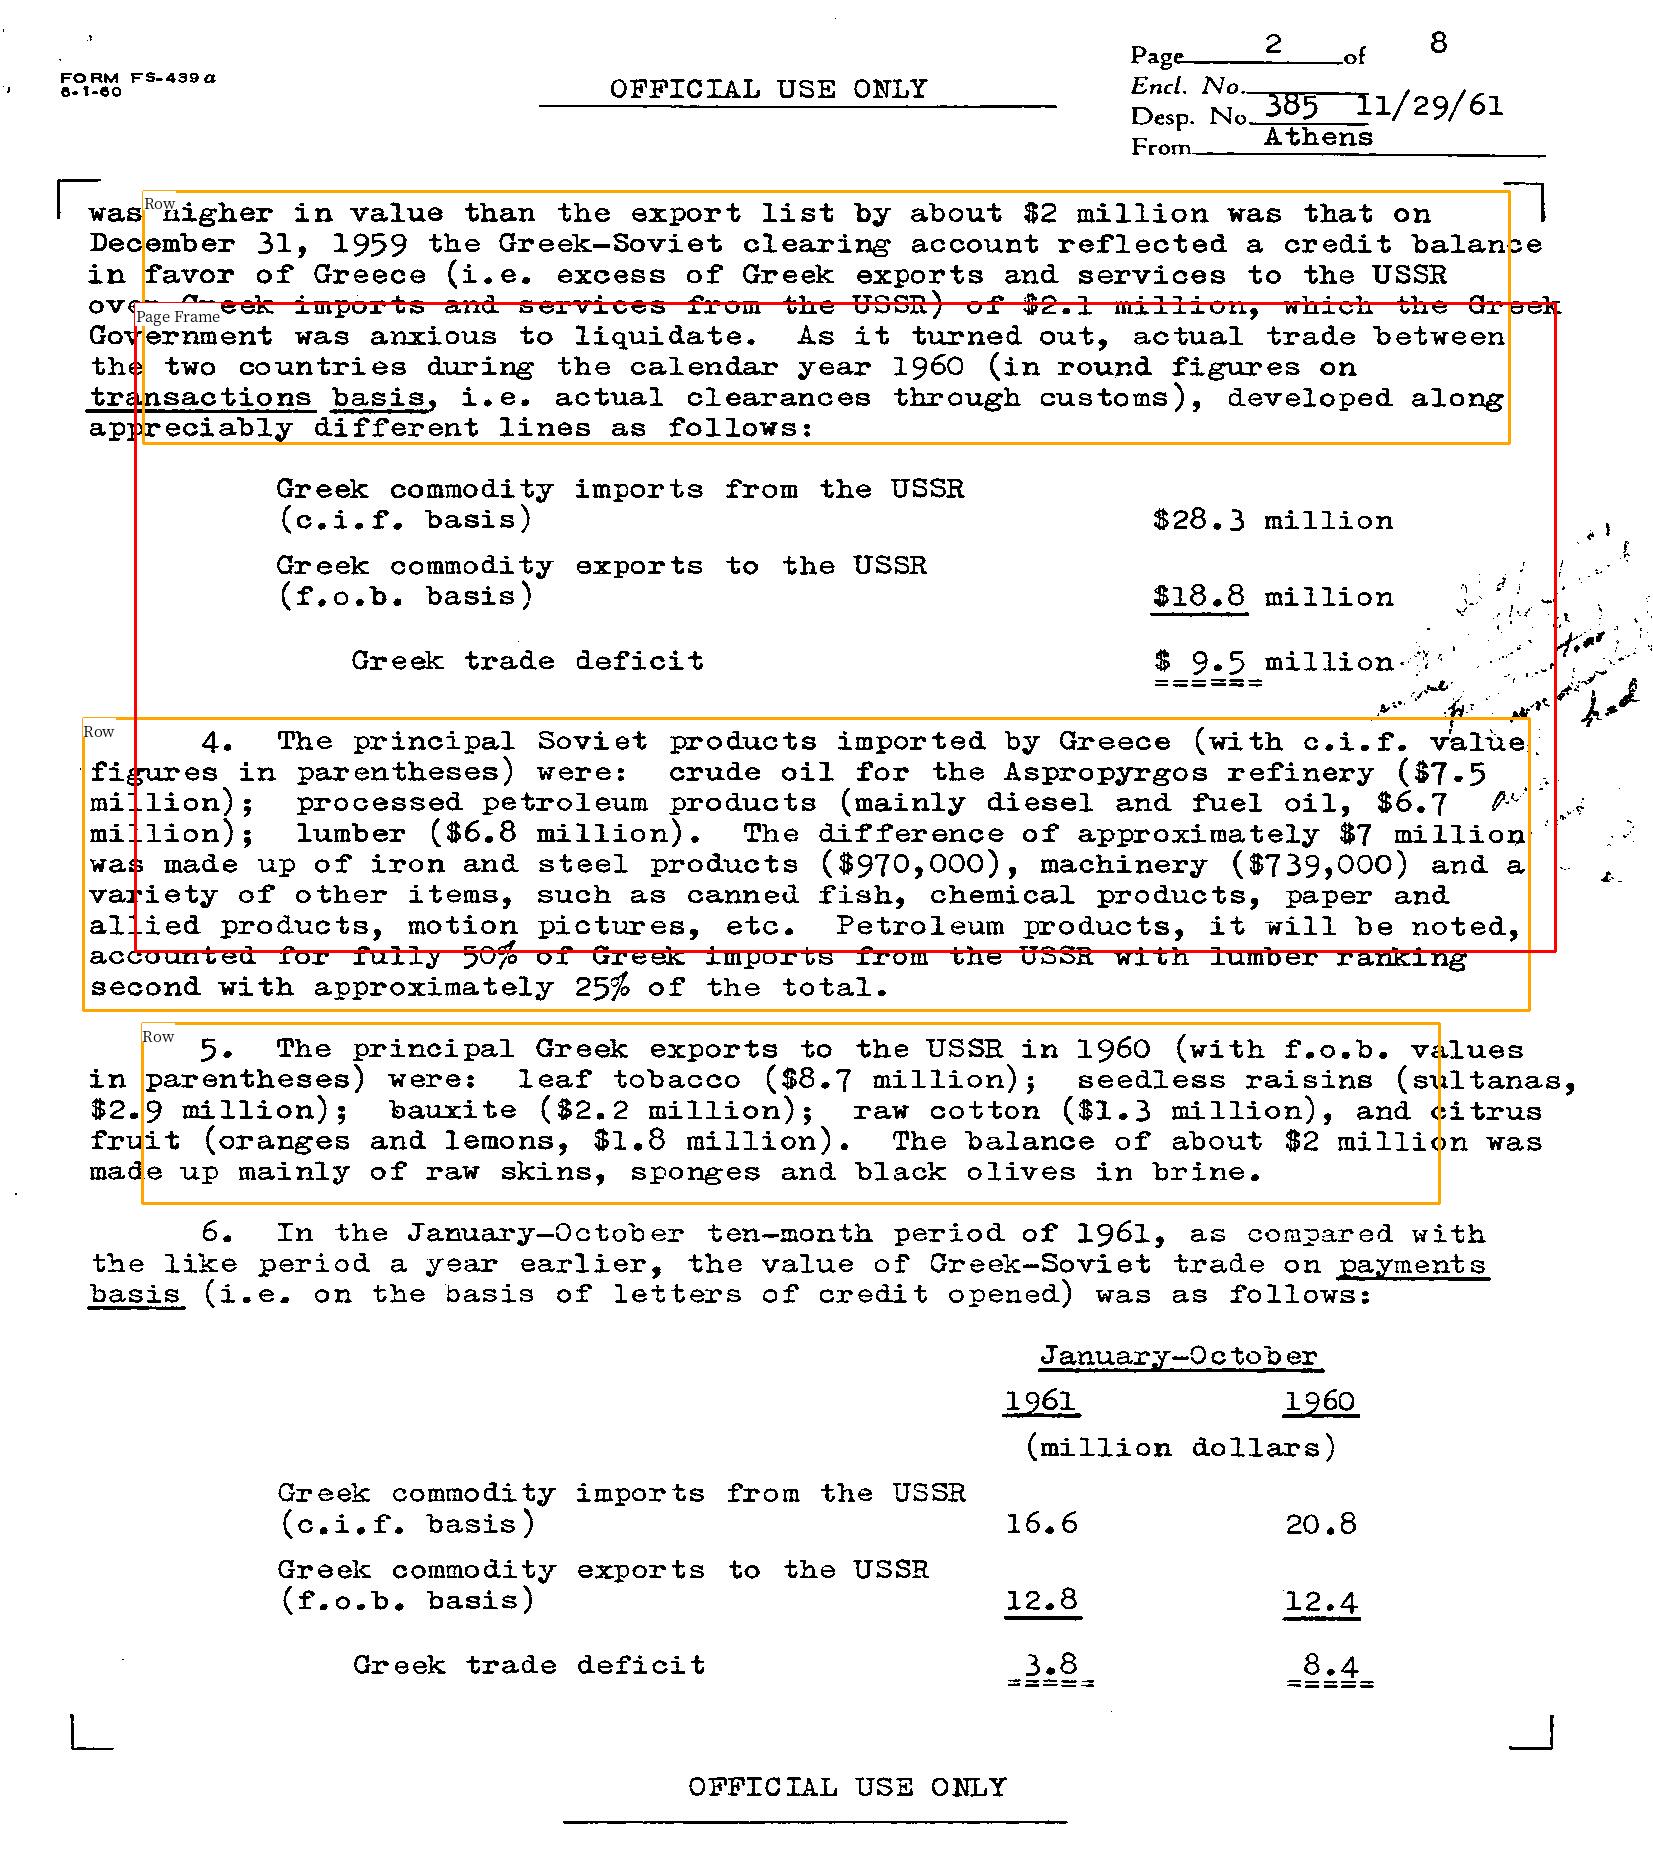 FORM FS-439a
6-1-60
OFFICIAL USE ONLY
Page 2 of 8
Encl. No.
Desp. No. 385 11/29/61
From Athens
Row
was higher in value than the export list by about $2 million was that on
December 31, 1959 the Greek-Soviet clearing account reflected a credit balance
in favor of Greece (i.e. excess of Greek exports and services to the USSR
over Greek imports and services from the USSR) of $2.1 million, which the Greek
Page Frame
Government was anxious to liquidate. As it turned out, actual trade between
the two countries during the calendar year 1960 (in round figures on
transactions basis, i.e. actual clearances through customs), developed along
appreciably different lines as follows:
Greek commodity imports from the USSR
(c.i.f. basis) $28.3 million
Greek commodity exports to the USSR
(f.o.b. basis) $18.8 million
Greek trade deficit $ 9.5 million
======
had
Row
4. The principal Soviet products imported by Greece (with c.i.f. value
figures in parentheses) were: crude oil for the Aspropyrgos refinery ($7.5
million); processed petroleum products (mainly diesel and fuel oil, $6.7
million); lumber ($6.8 million). The difference of approximately $7 million
was made up of iron and steel products ($970,000), machinery ($739,000) and a
variety of other items, such as canned fish, chemical products, paper and
allied products, motion pictures, etc. Petroleum products, it will be noted,
accounted for fully 50% of Greek imports from the USSR with lumber ranking
second with approximately 25% of the total.
Row
5. The principal Greek exports to the USSR in 1960 (with f.o.b. values
in parentheses) were: leaf tobacco ($8.7 million); seedless raisins (sultanas,
$2.9 million); bauxite ($2.2 million); raw cotton ($1.3 million), and citrus
fruit (oranges and lemons, $1.8 million). The balance of about $2 million was
made up mainly of raw skins, sponges and black olives in brine.
6. In the January-October ten-month period of 1961, as compared with
the like period a year earlier, the value of Greek-Soviet trade on payments
basis (i.e. on the basis of letters of credit opened) was as follows:
January-October
1961 1960
(million dollars)
Greek commodity imports from the USSR
(c.i.f. basis) 16.6 20.8
Greek commodity exports to the USSR
(f.o.b. basis) 12.8 12.4
Greek trade deficit 3.8 8.4
===== =====
OFFICIAL USE ONLY